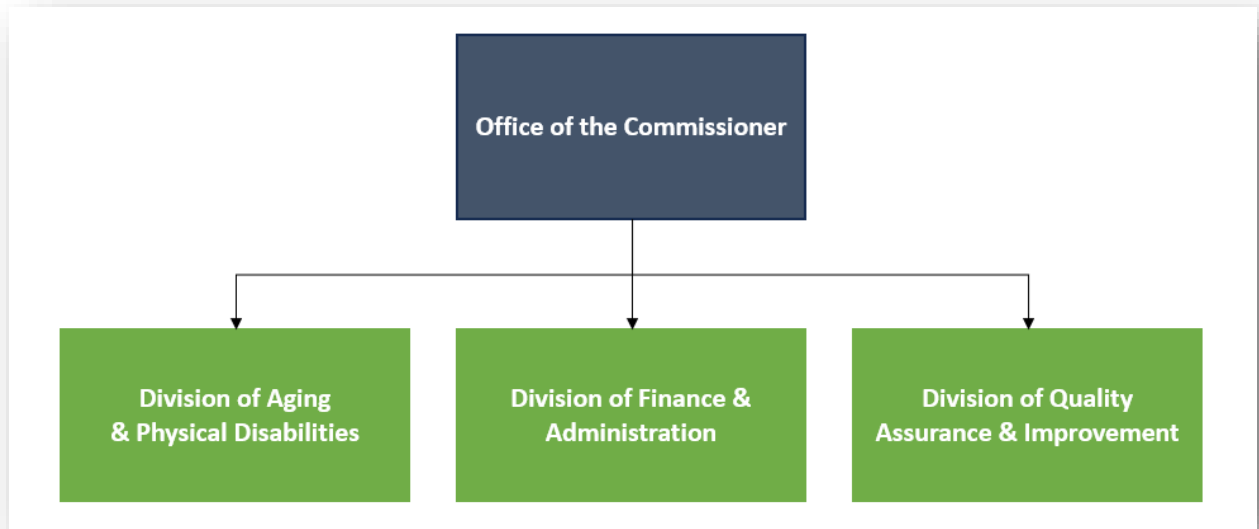 Office of the Commissioner
Division of Aging
& Physical Disabilities
Division of Finance &
Administration
Division of Quality
Assurance & Improvement